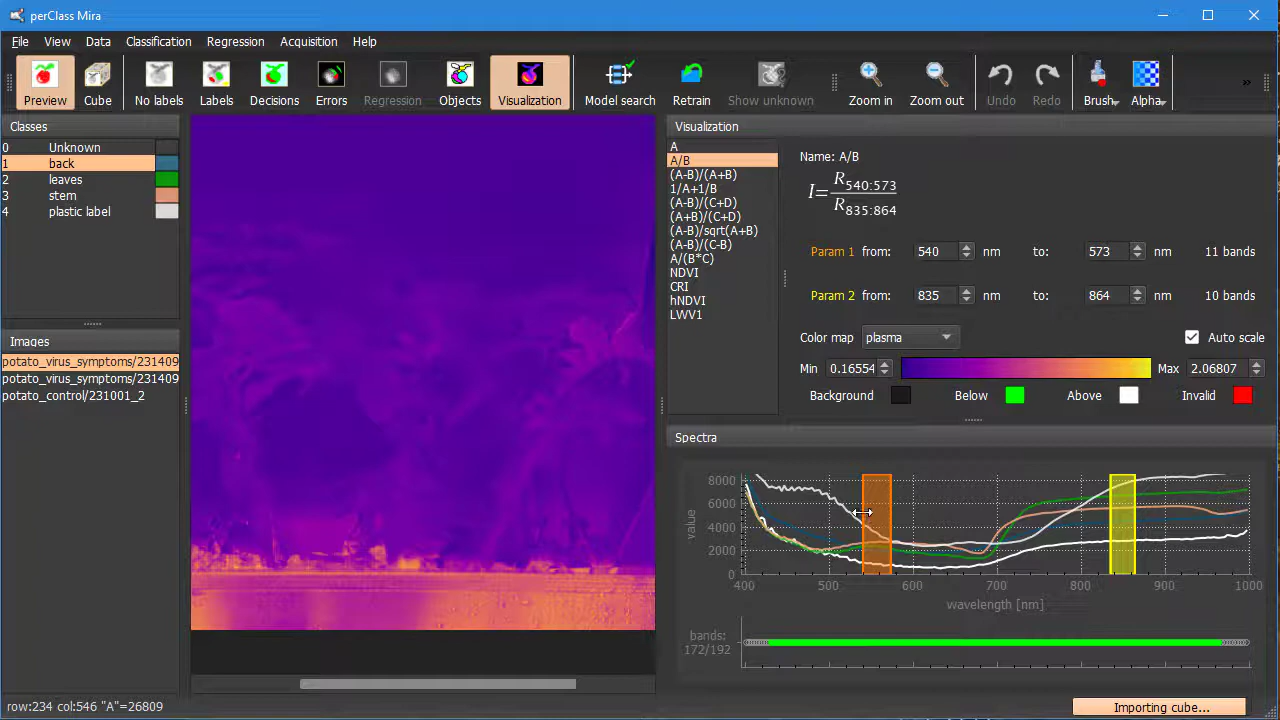 perClass Mira
File View Data Classification Regression Acquisition Help
Preview Cube No labels Labels Decisions Errors Regression Objects Visualization Model search Retrain Show unknown Zoom in Zoom out Undo Redo Brush Alpha »
Classes
0 Unknown
1 back
2 leaves
3 stem
4 plastic label
Images
potato_virus_symptoms/231409
potato_virus_symptoms/231409
potato_control/231001_2
Visualization
A
A/B
(A-B)/(A+B)
1/A+1/B
(A-B)/(C+D)
(A+B)/(C+D)
(A-B)/sqrt(A+B)
(A-B)/(C-B)
A/(B*C)
NDVI
CRI
hNDVI
LWV1
Name: A/B
I=R540:573/R835:864
Param 1 from: 540 nm to: 573 nm 11 bands
Param 2 from: 835 nm to: 864 nm 10 bands
Color map plasma Auto scale
Min 0.16554 Max 2.06807
Background Below Above Invalid
Spectra
value
8000
6000
4000
2000
0
400 500 600 700 800 900 1000
wavelength [nm]
bands:
172/192
row:234 col:546 "A"=26809
Importing cube...